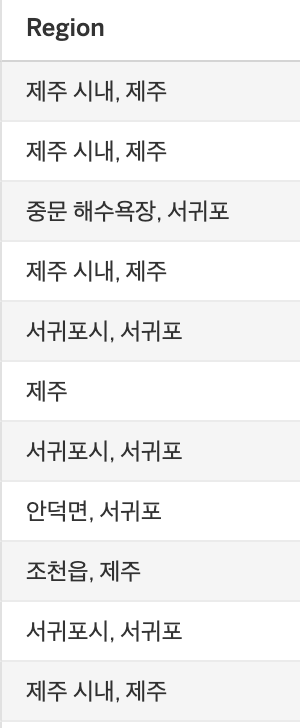 Region
제주 시내, 제주
제주 시내, 제주
중문 해수욕장, 서귀포
제주 시내, 제주
서귀포시, 서귀포
제주
서귀포시, 서귀포
안덕면, 서귀포
조천읍, 제주
서귀포시, 서귀포
제주 시내, 제주